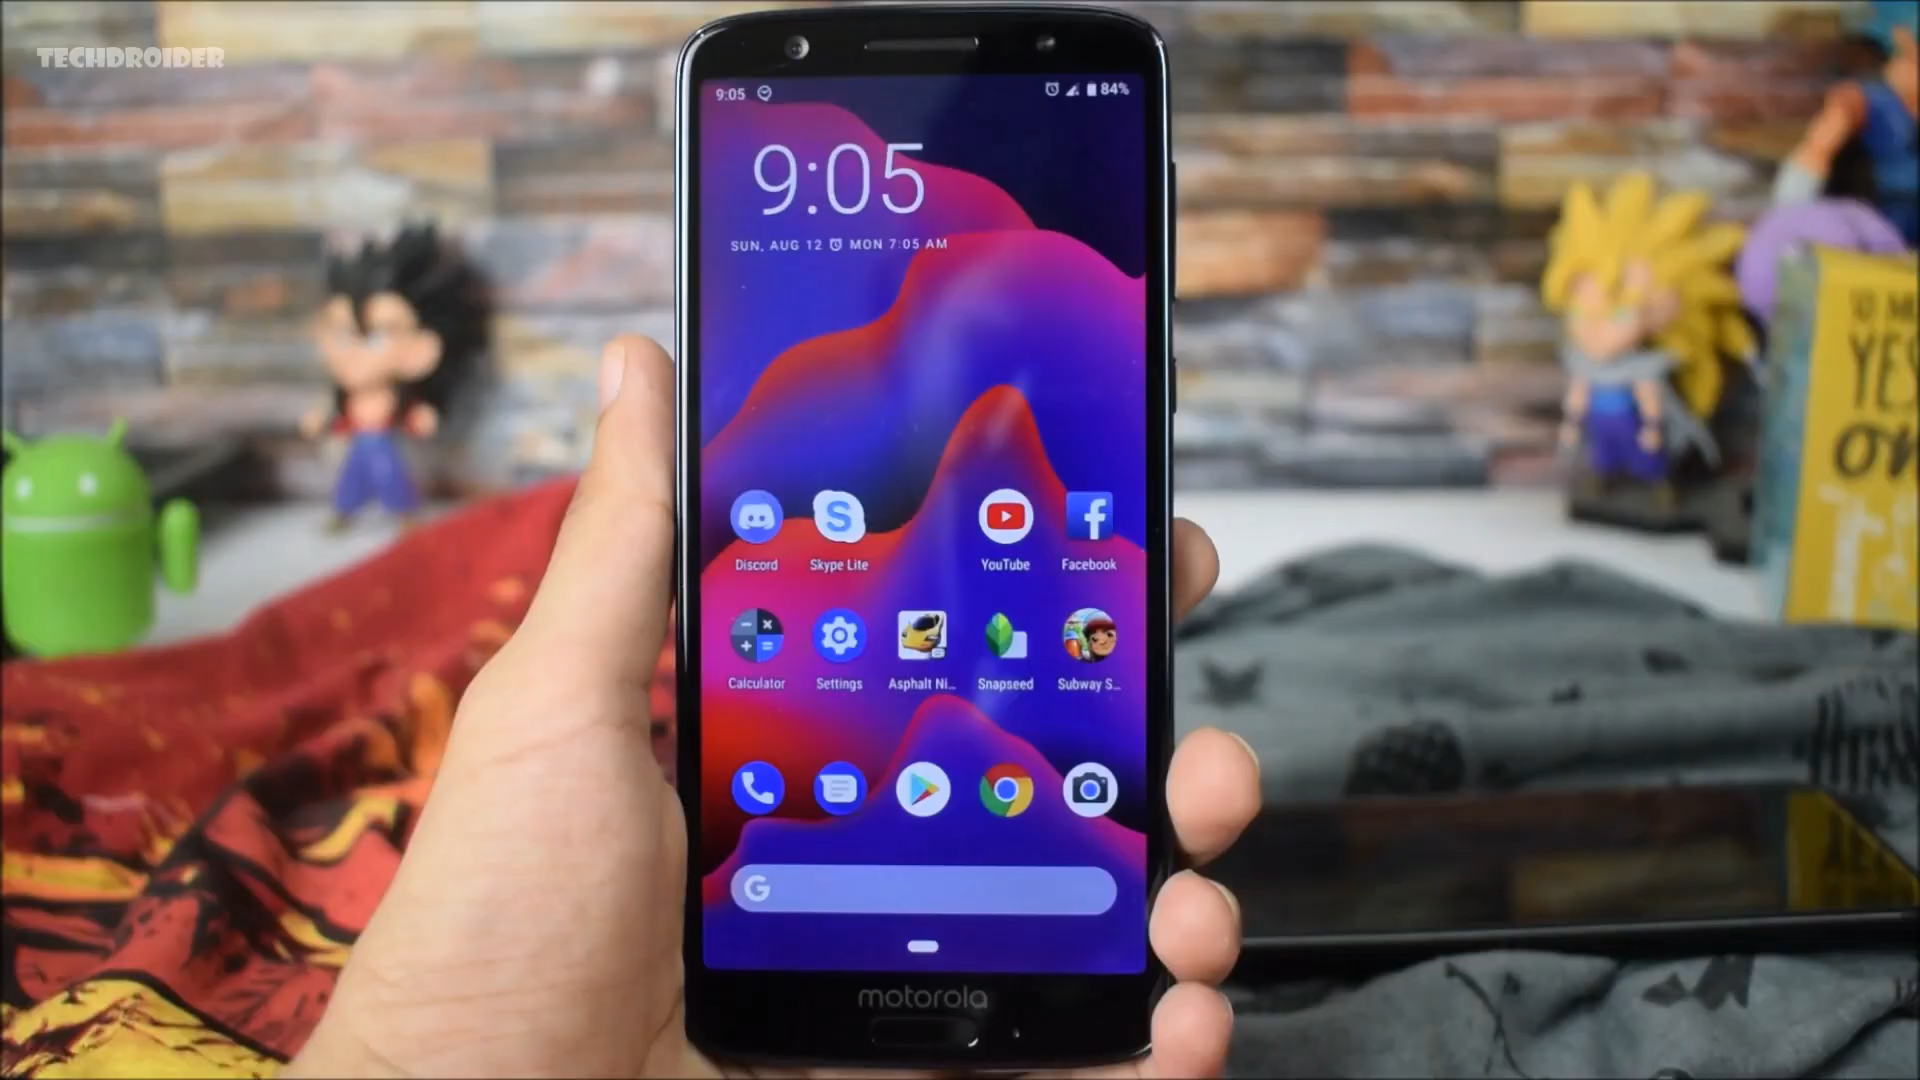 TECHDROIDER
9:05
84%
9:05
SUN, AUG 12 MON 7:05 AM
Discord
Skype Lite
YouTube
Facebook
Calculator
Settings
Asphalt Ni...
Snapseed
Subway S...
G
motorola
YES